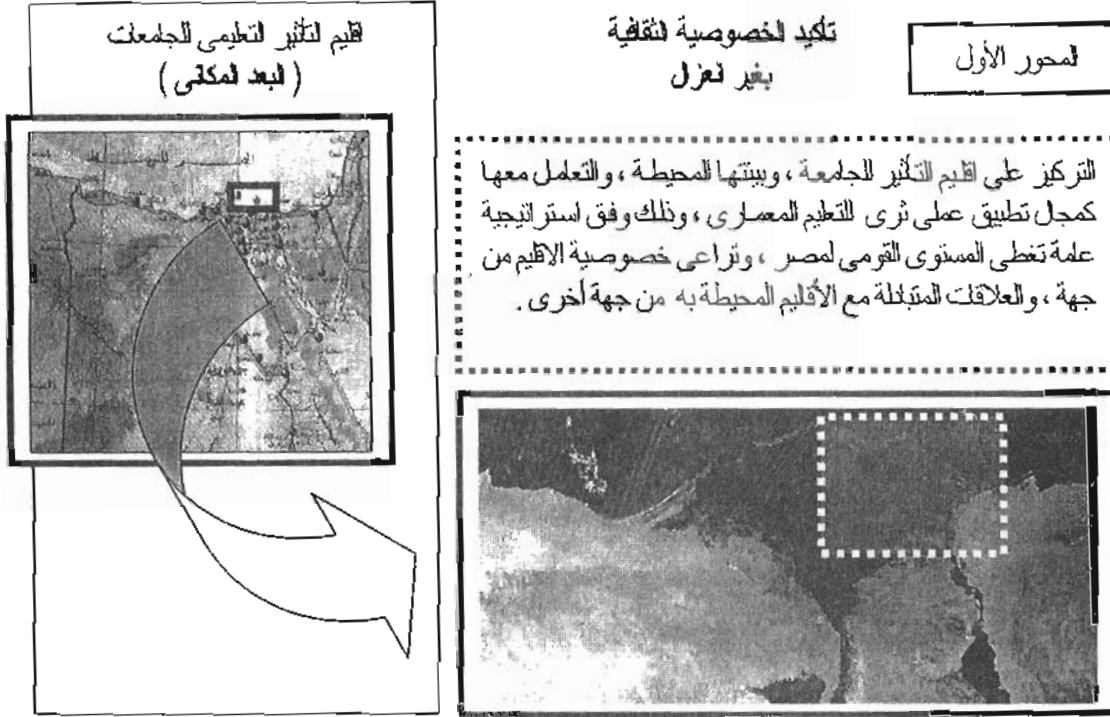 المحور الأول
تأكيد الخصوصية الثقافية
بغير انعزال
التركيز على اقليم التأثير للجامعة ، وبيئتها المحيطة ، والتعامل معها
كمجال تطبيق عملى ثرى للتعليم المعمارى ، وذلك وفق استراتيجية
عامة تغطى المستوى القومى لمصر ، وتراعى خصوصية الاقليم من
جهة ، والعلاقات المتبادلة مع الأقاليم المحيطة به من جهة أخرى .
اقليم التأثير التعليمى للجامعات
( البعد المكانى )